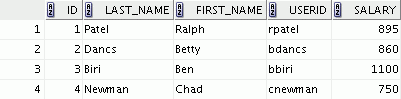 ID LAST_NAME FIRST_NAME USERID SALARY
1 1 Patel Ralph rpatel 895
2 2 Dancs Betty bdancs 860
3 3 Biri Ben bbiri 1100
4 4 Newman Chad cnewman 750